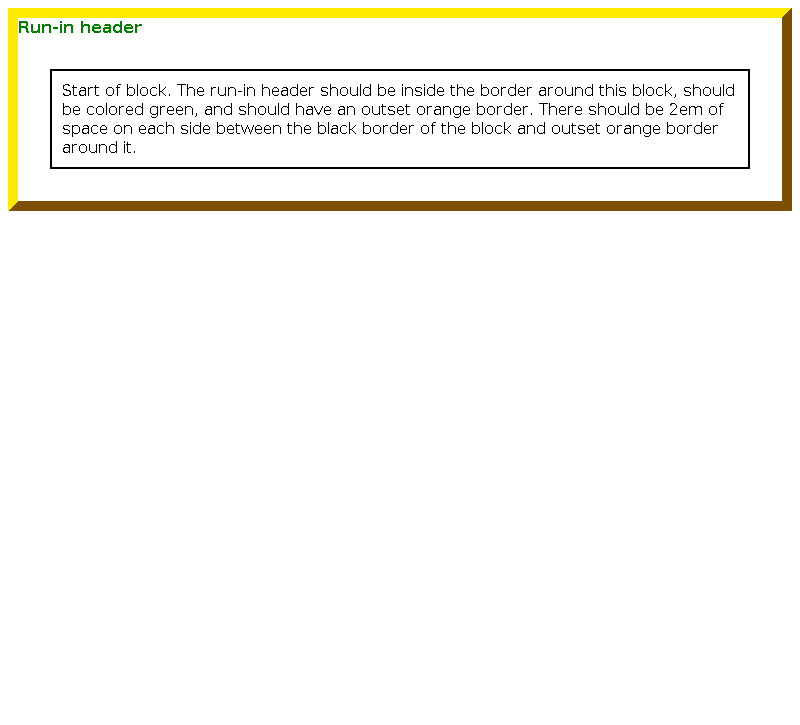 Run-in header
Start of block. The run-in header should be inside the border around this block, should
be colored green, and should have an outset orange border. There should be 2em of
space on each side between the black border of the block and outset orange border
around it.